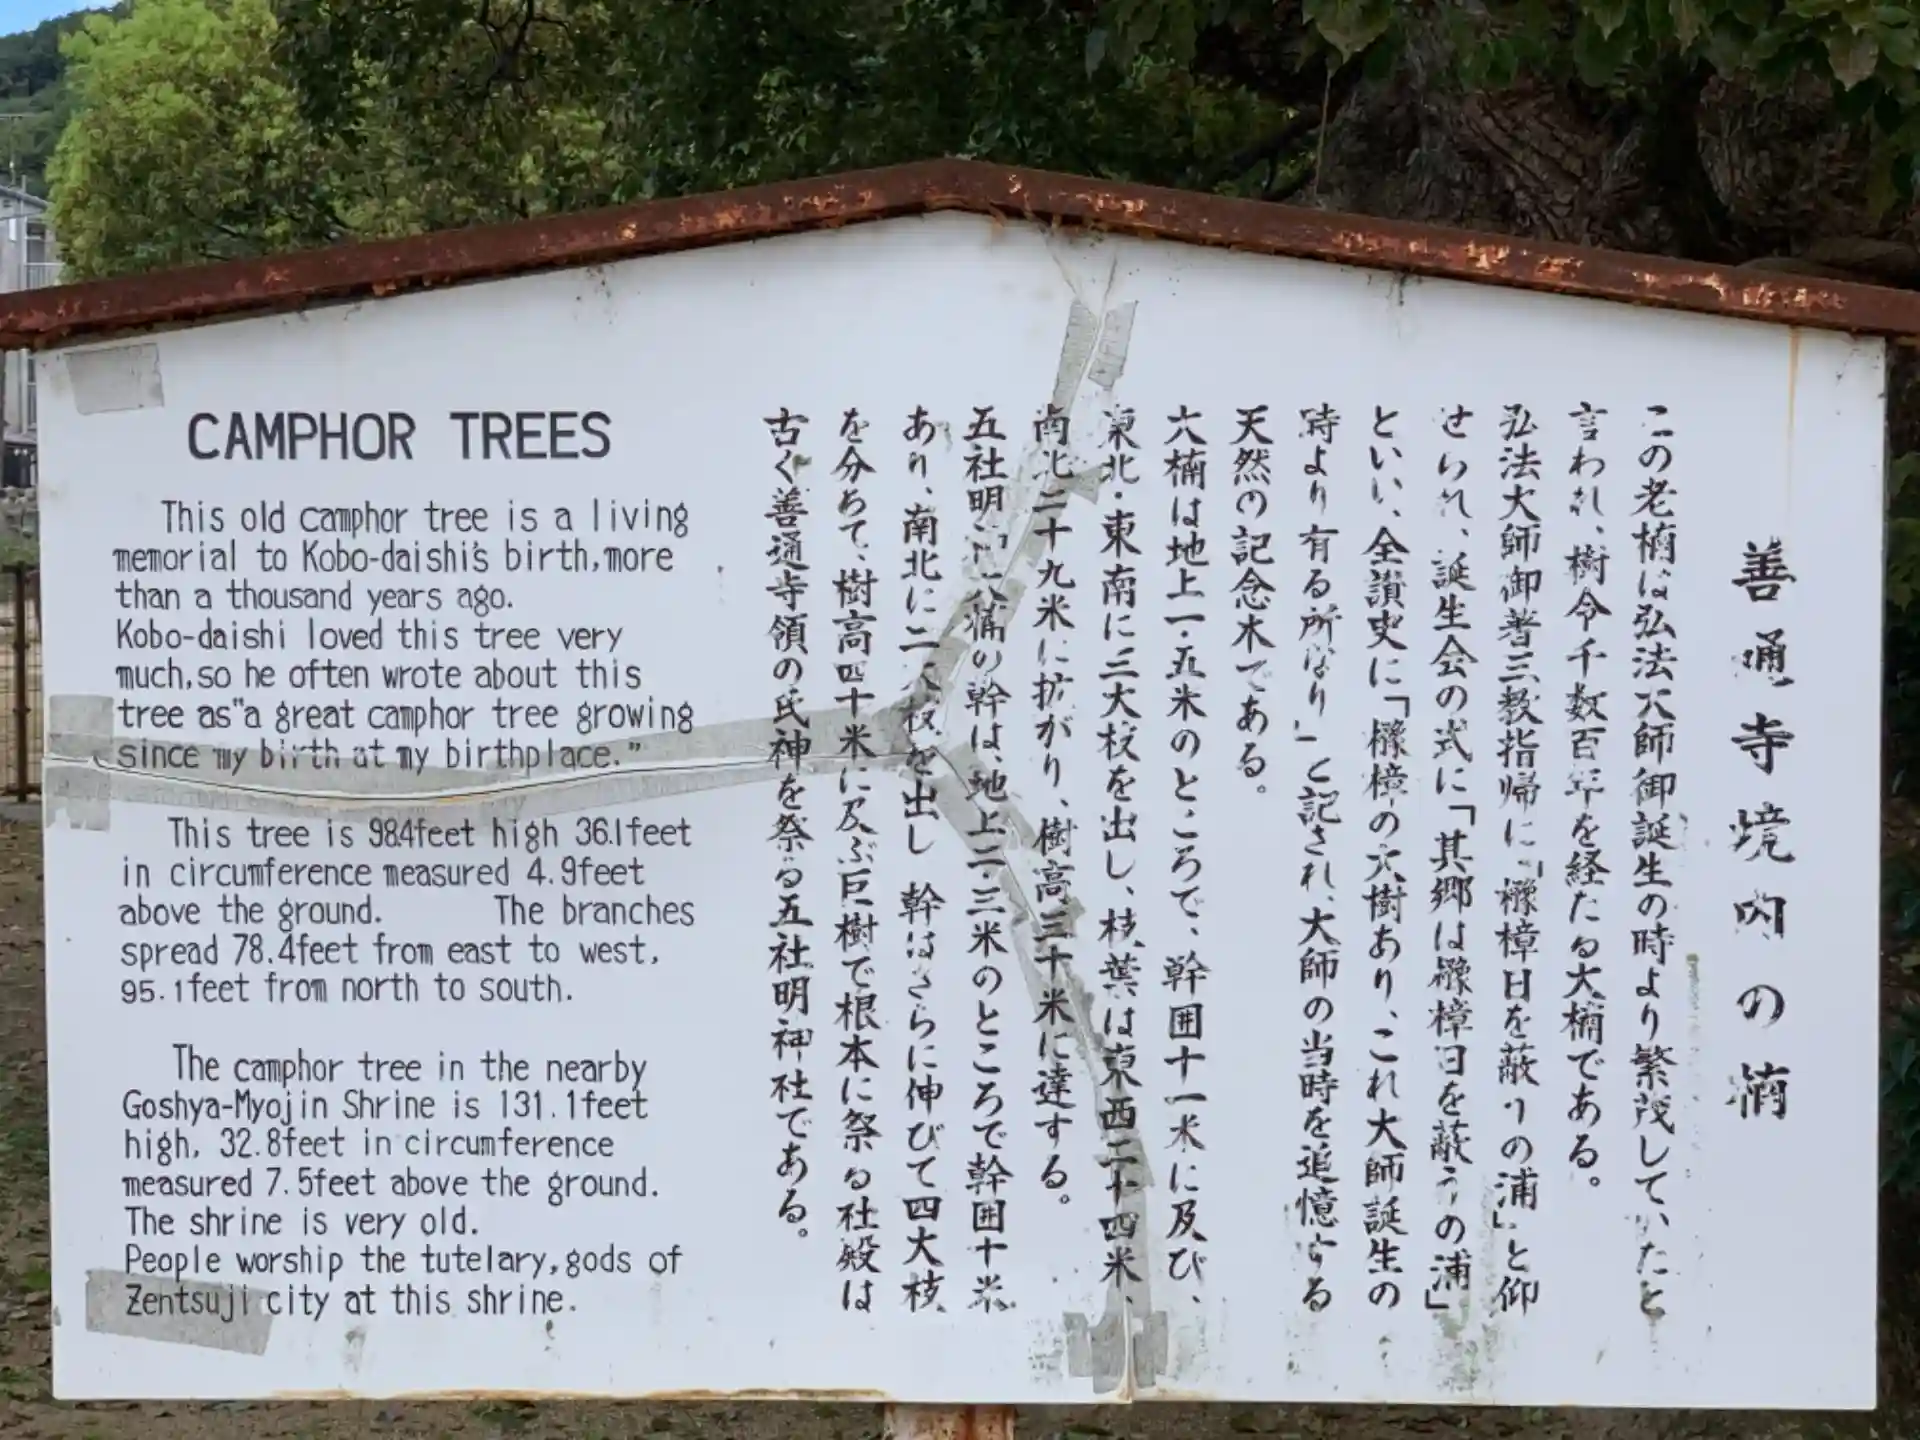 CAMPHOR TREES
This old camphor tree is a living
memorial to Kobo-daishi's birth, more
than a thousand years ago.
Kobo-daishi loved this tree very
much, so he often wrote about this
tree as "a great camphor tree growing
since my birth at my birthplace."
This tree is 98.4feet high 36.1feet
in circumference measured 4.9feet
above the ground. The branches
spread 78.4feet from east to west,
95.1feet from north to south.
The camphor tree in the nearby
Goshya-Myojin Shrine is 131.1feet
high, 32.8feet in circumference
measured 7.5feet above the ground.
The shrine is very old.
People worship the tutelary, gods of
Zentsuji city at this shrine.
善通寺境内の楠
この老楠は弘法大師御誕生の時より繁茂していたと
言われ、樹令千数百年を経たる大楠である。
弘法大師御著三教指帰に「櫲樟日を蔽うの浦」と仰
せられ、誕生会の式に「其郷は櫲樟日を蔽うの浦」
といい、全讃史に「櫲樟の大樹あり、これ大師誕生の
時より有る所なり」と記され、大師の当時を追憶する
天然の記念木である。
大楠は地上一・五米のところで、幹囲十一米に及び、
東北・東南に三大枝を出し、枝葉は東西二十四米、
南北二十九米に拡がり、樹高三十米に達する。
五社明神大楠の幹は、地上二・三米のところで幹囲十米
あり、南北に二大枝を出し 幹はさらに伸びて四大枝
を分ちて、樹高四十米に及ぶ巨樹で根本に祭る社殿は
古く善通寺領の氏神を祭る五社明神社である。